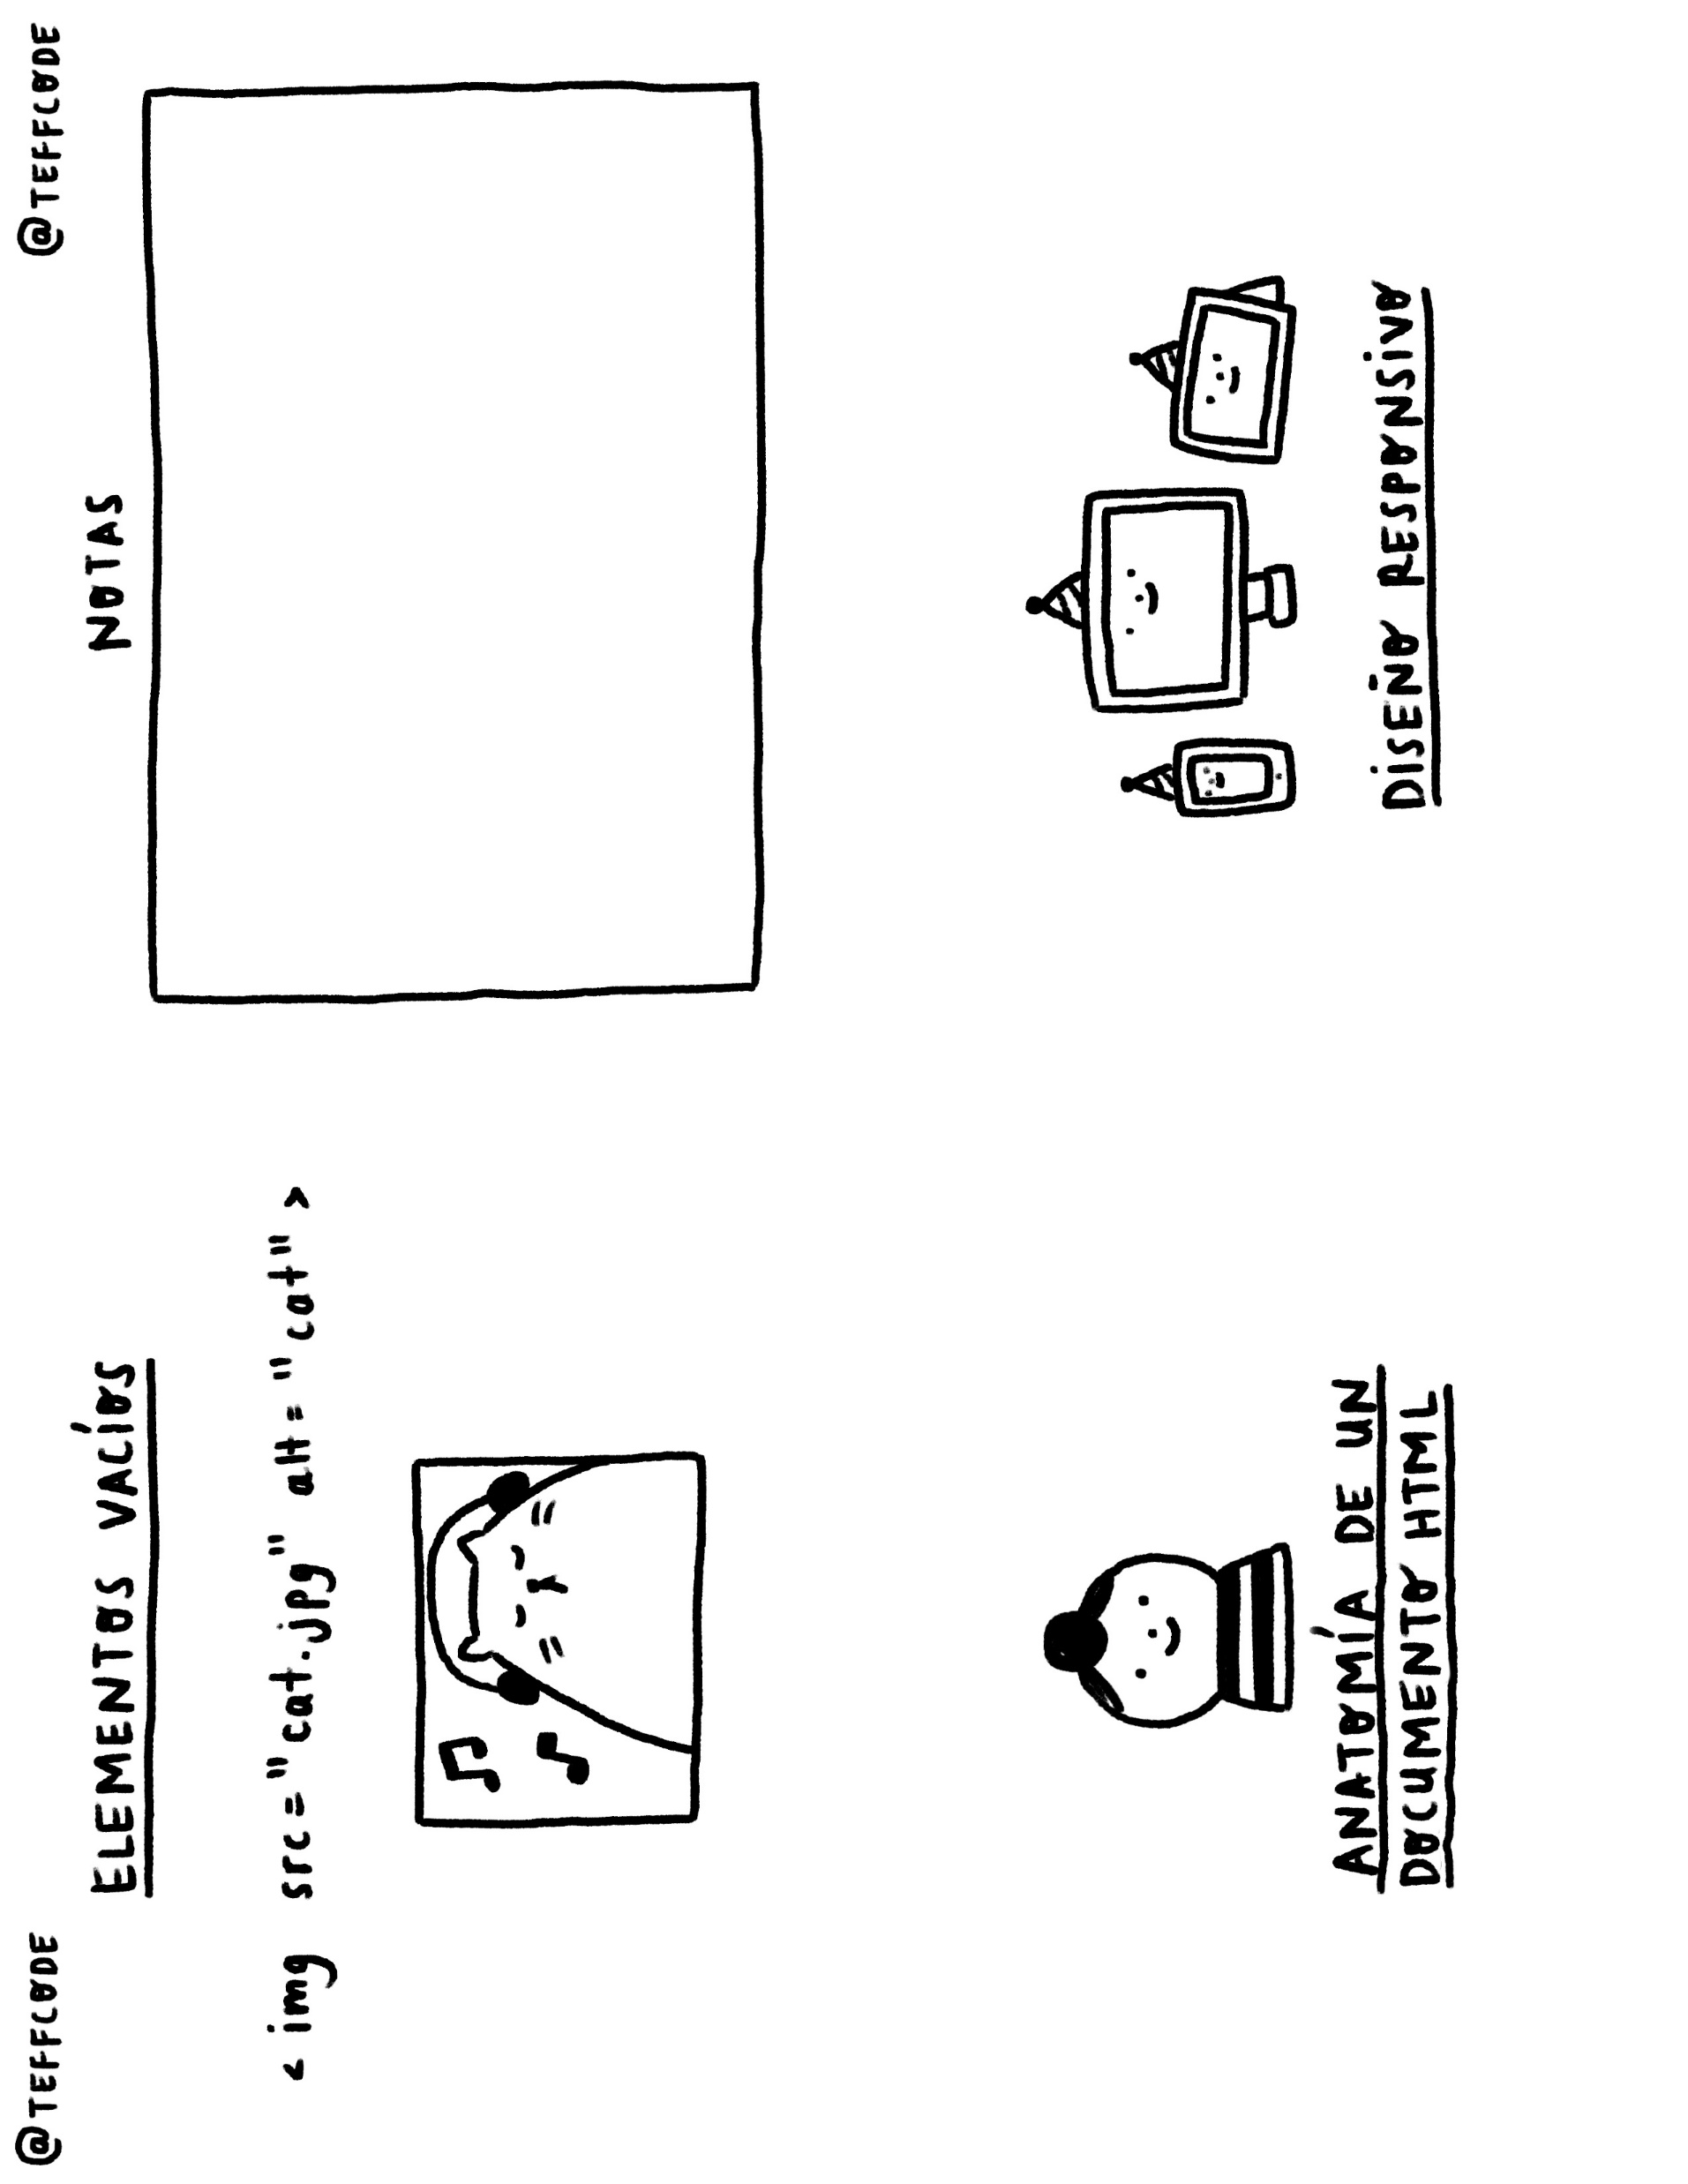 @TEFFCODE
ELEMENTOS VACÍOS
<img src="cat.jpg" alt="cat">
ANATOMÍA DE UN
DOCUMENTO HTML
@TEFFCODE
NOTAS
DISEÑO RESPONSIVO